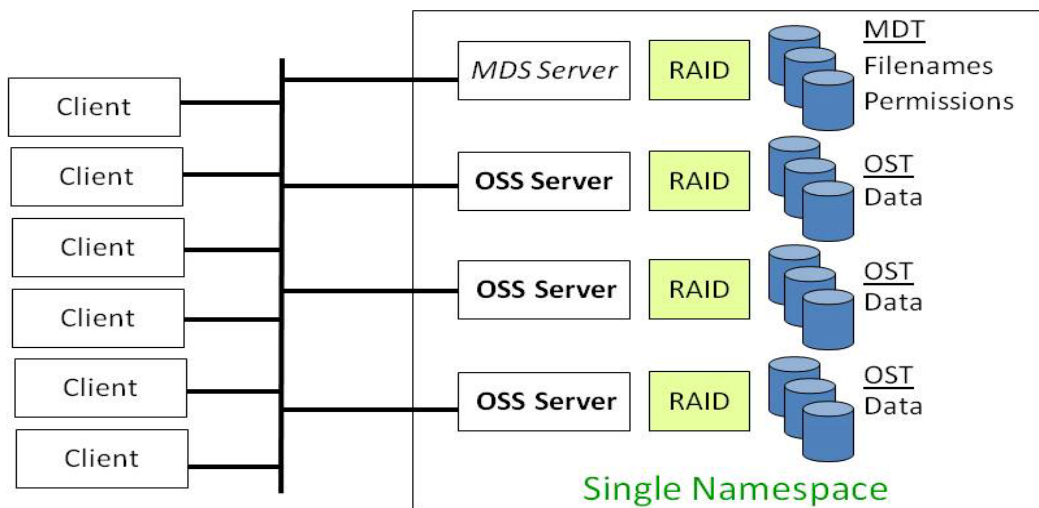 Client
Client
Client
Client
Client
Client
MDS Server
RAID
MDT
Filenames
Permissions
OSS Server
RAID
OST
Data
OSS Server
RAID
OST
Data
OSS Server
RAID
OST
Data
Single Namespace